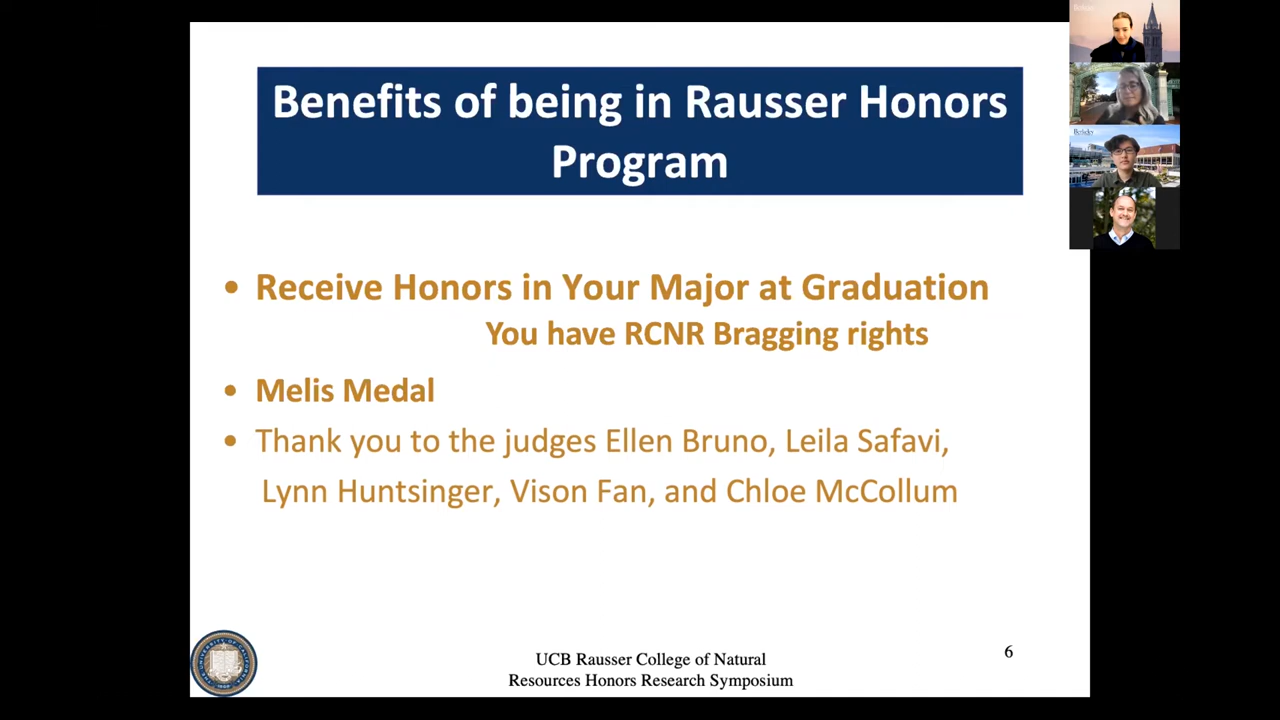 Benefits of being in Rausser Honors
Program
• Receive Honors in Your Major at Graduation
You have RCNR Bragging rights
• Melis Medal
• Thank you to the judges Ellen Bruno, Leila Safavi,
Lynn Huntsinger, Vison Fan, and Chloe McCollum
UCB Rausser College of Natural
Resources Honors Research Symposium
6
Berkeley